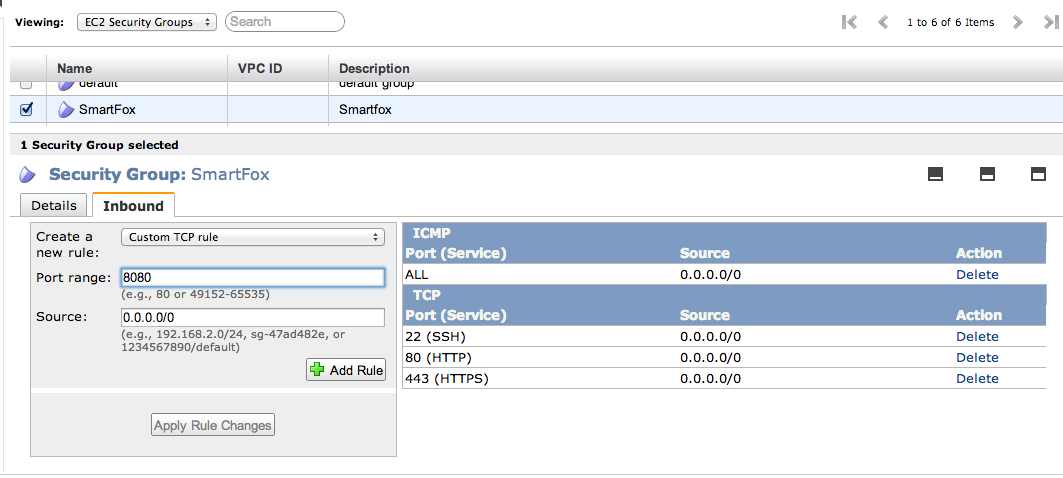 Viewing: EC2 Security Groups Search 1 to 6 of 6 Items
Name VPC ID Description
default default group
SmartFox Smartfox
1 Security Group selected
Security Group: SmartFox
Details Inbound
Create a new rule: Custom TCP rule
Port range: 8080
(e.g., 80 or 49152-65535)
Source: 0.0.0.0/0
(e.g., 192.168.2.0/24, sg-47ad482e, or
1234567890/default)
Add Rule
Apply Rule Changes
ICMP
Port (Service) Source Action
ALL 0.0.0.0/0 Delete
TCP
Port (Service) Source Action
22 (SSH) 0.0.0.0/0 Delete
80 (HTTP) 0.0.0.0/0 Delete
443 (HTTPS) 0.0.0.0/0 Delete